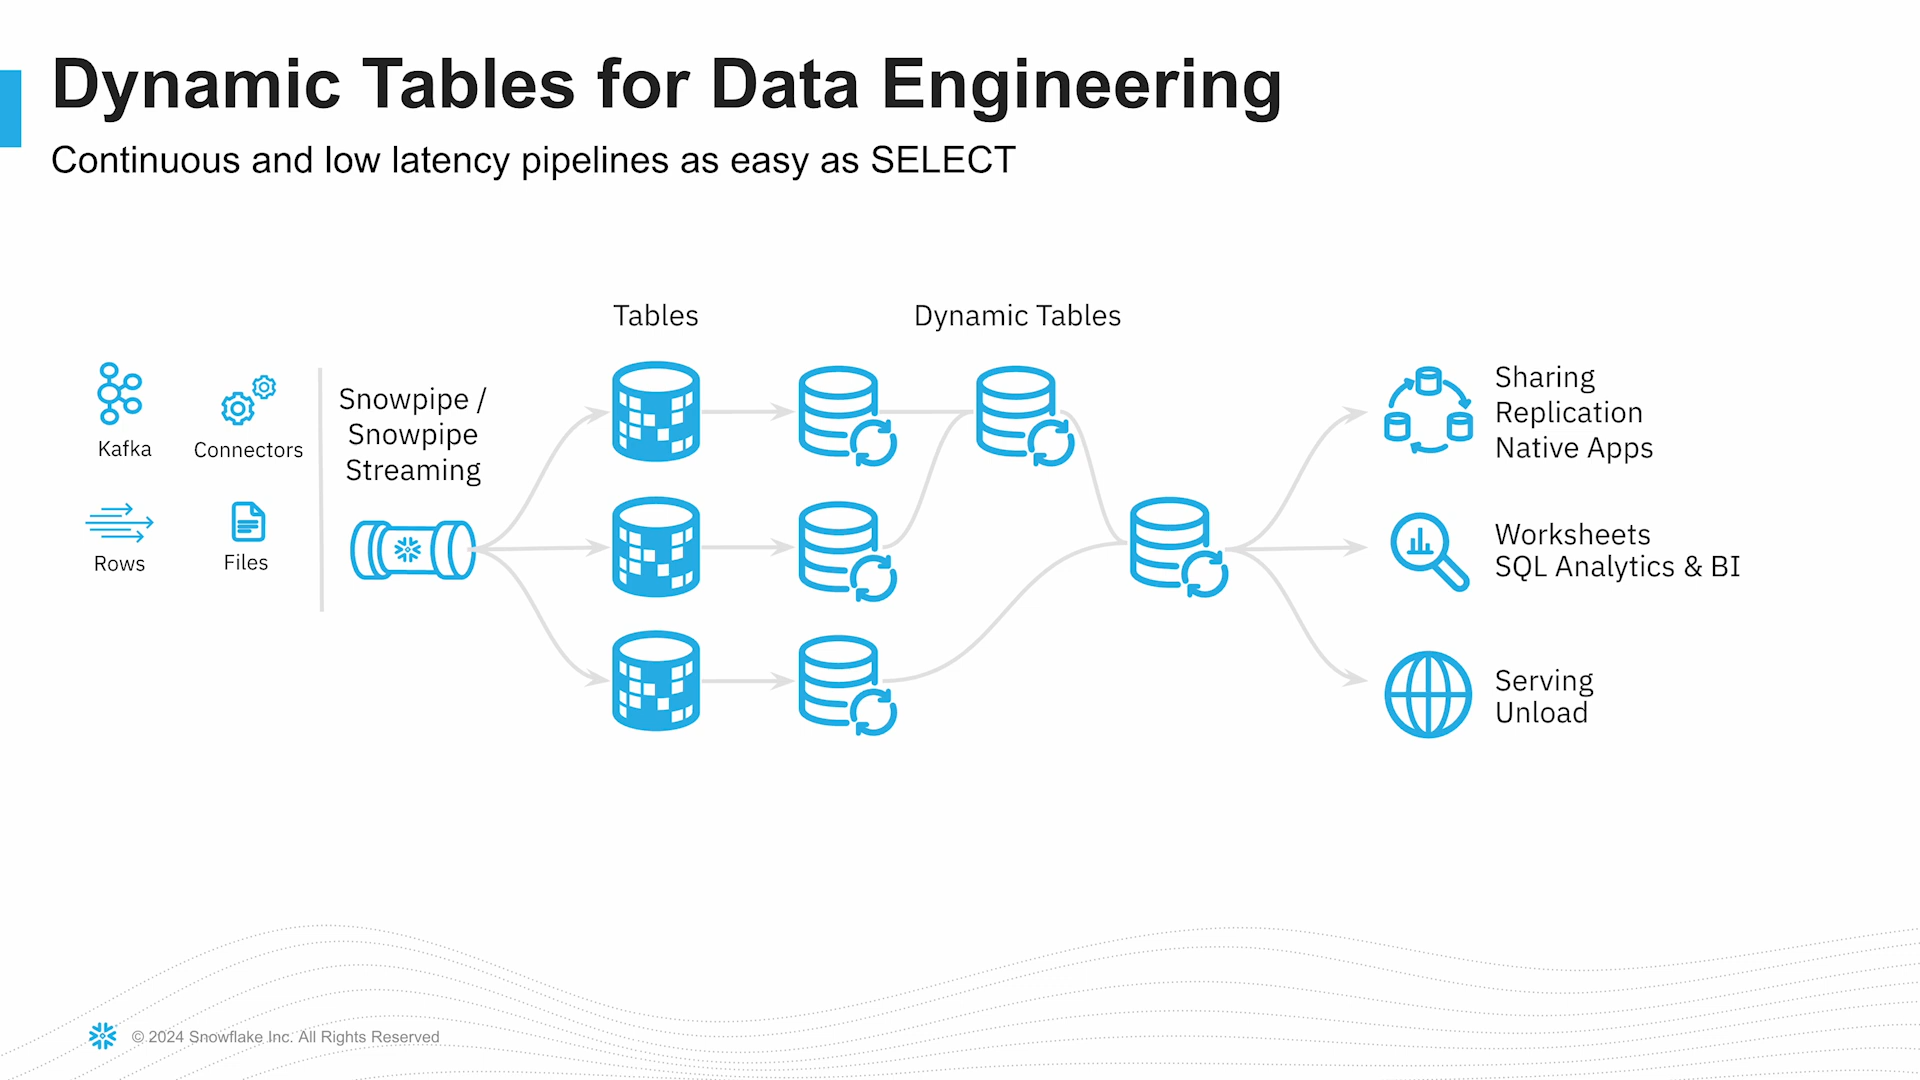 Dynamic Tables for Data Engineering
Continuous and low latency pipelines as easy as SELECT
Tables
Dynamic Tables
Kafka
Connectors
Rows
Files
Snowpipe /
Snowpipe
Streaming
Sharing
Replication
Native Apps
Worksheets
SQL Analytics & BI
Serving
Unload
© 2024 Snowflake Inc. All Rights Reserved